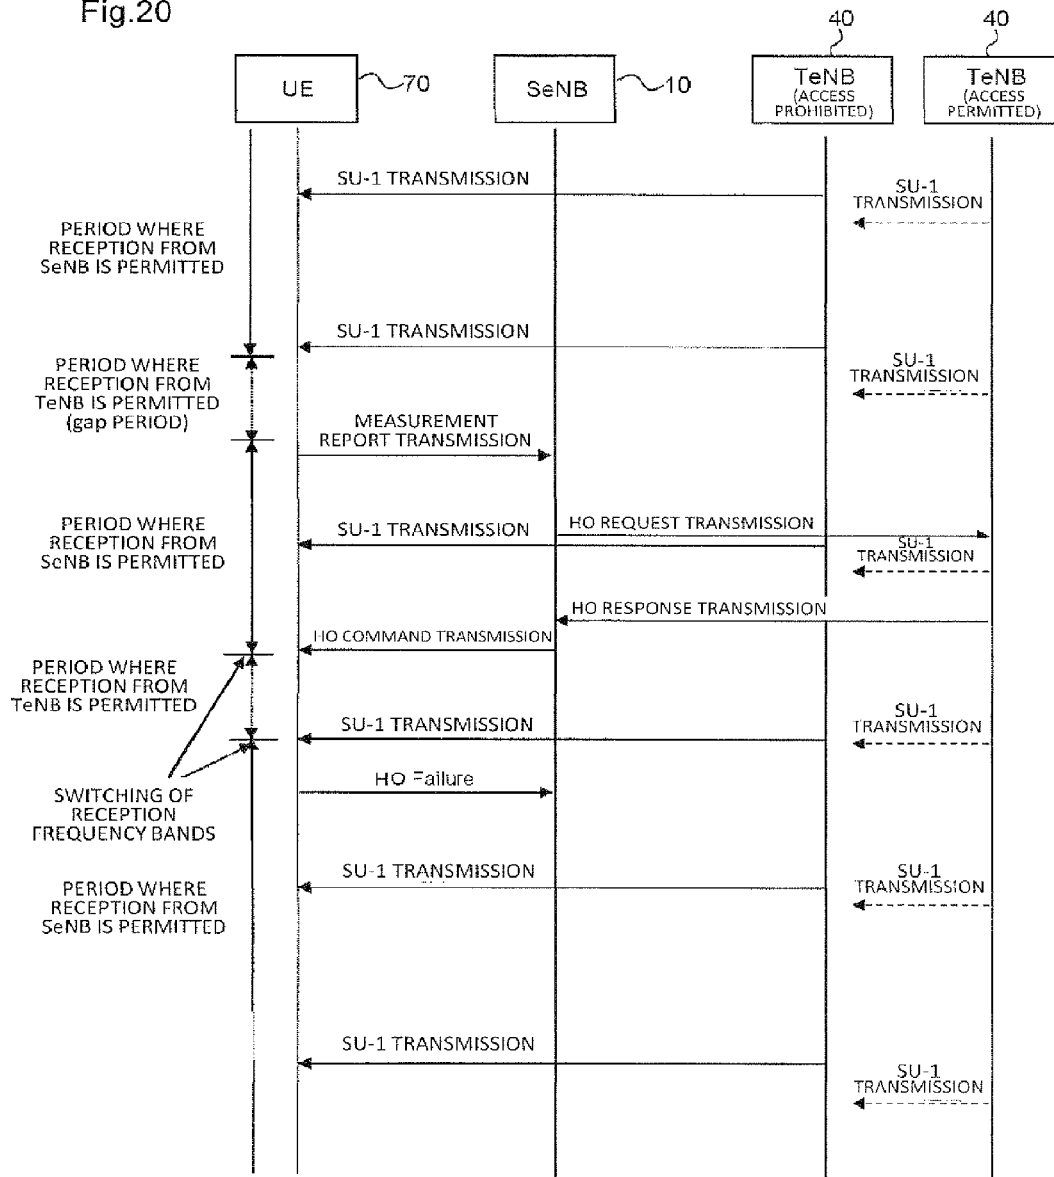 Fig.20
40
40
UE
70
SeNB
10
TeNB
(ACCESS
PROHIBITED)
TeNB
(ACCESS
PERMITTED)
SU-1 TRANSMISSION
SU-1
TRANSMISSION
PERIOD WHERE
RECEPTION FROM
SeNB IS PERMITTED
SU-1 TRANSMISSION
SU-1
TRANSMISSION
PERIOD WHERE
RECEPTION FROM
TeNB IS PERMITTED
(gap PERIOD)
MEASUREMENT
REPORT TRANSMISSION
PERIOD WHERE
RECEPTION FROM
SeNB IS PERMITTED
SU-1 TRANSMISSION
HO REQUEST TRANSMISSION
SU-1
TRANSMISSION
HO RESPONSE TRANSMISSION
HO COMMAND TRANSMISSION
PERIOD WHERE
RECEPTION FROM
TeNB IS PERMITTED
SU-1 TRANSMISSION
SU-1
TRANSMISSION
HO Failure
SWITCHING OF
RECEPTION
FREQUENCY BANDS
SU-1 TRANSMISSION
SU-1
TRANSMISSION
PERIOD WHERE
RECEPTION FROM
SeNB IS PERMITTED
SU-1 TRANSMISSION
SU-1
TRANSMISSION